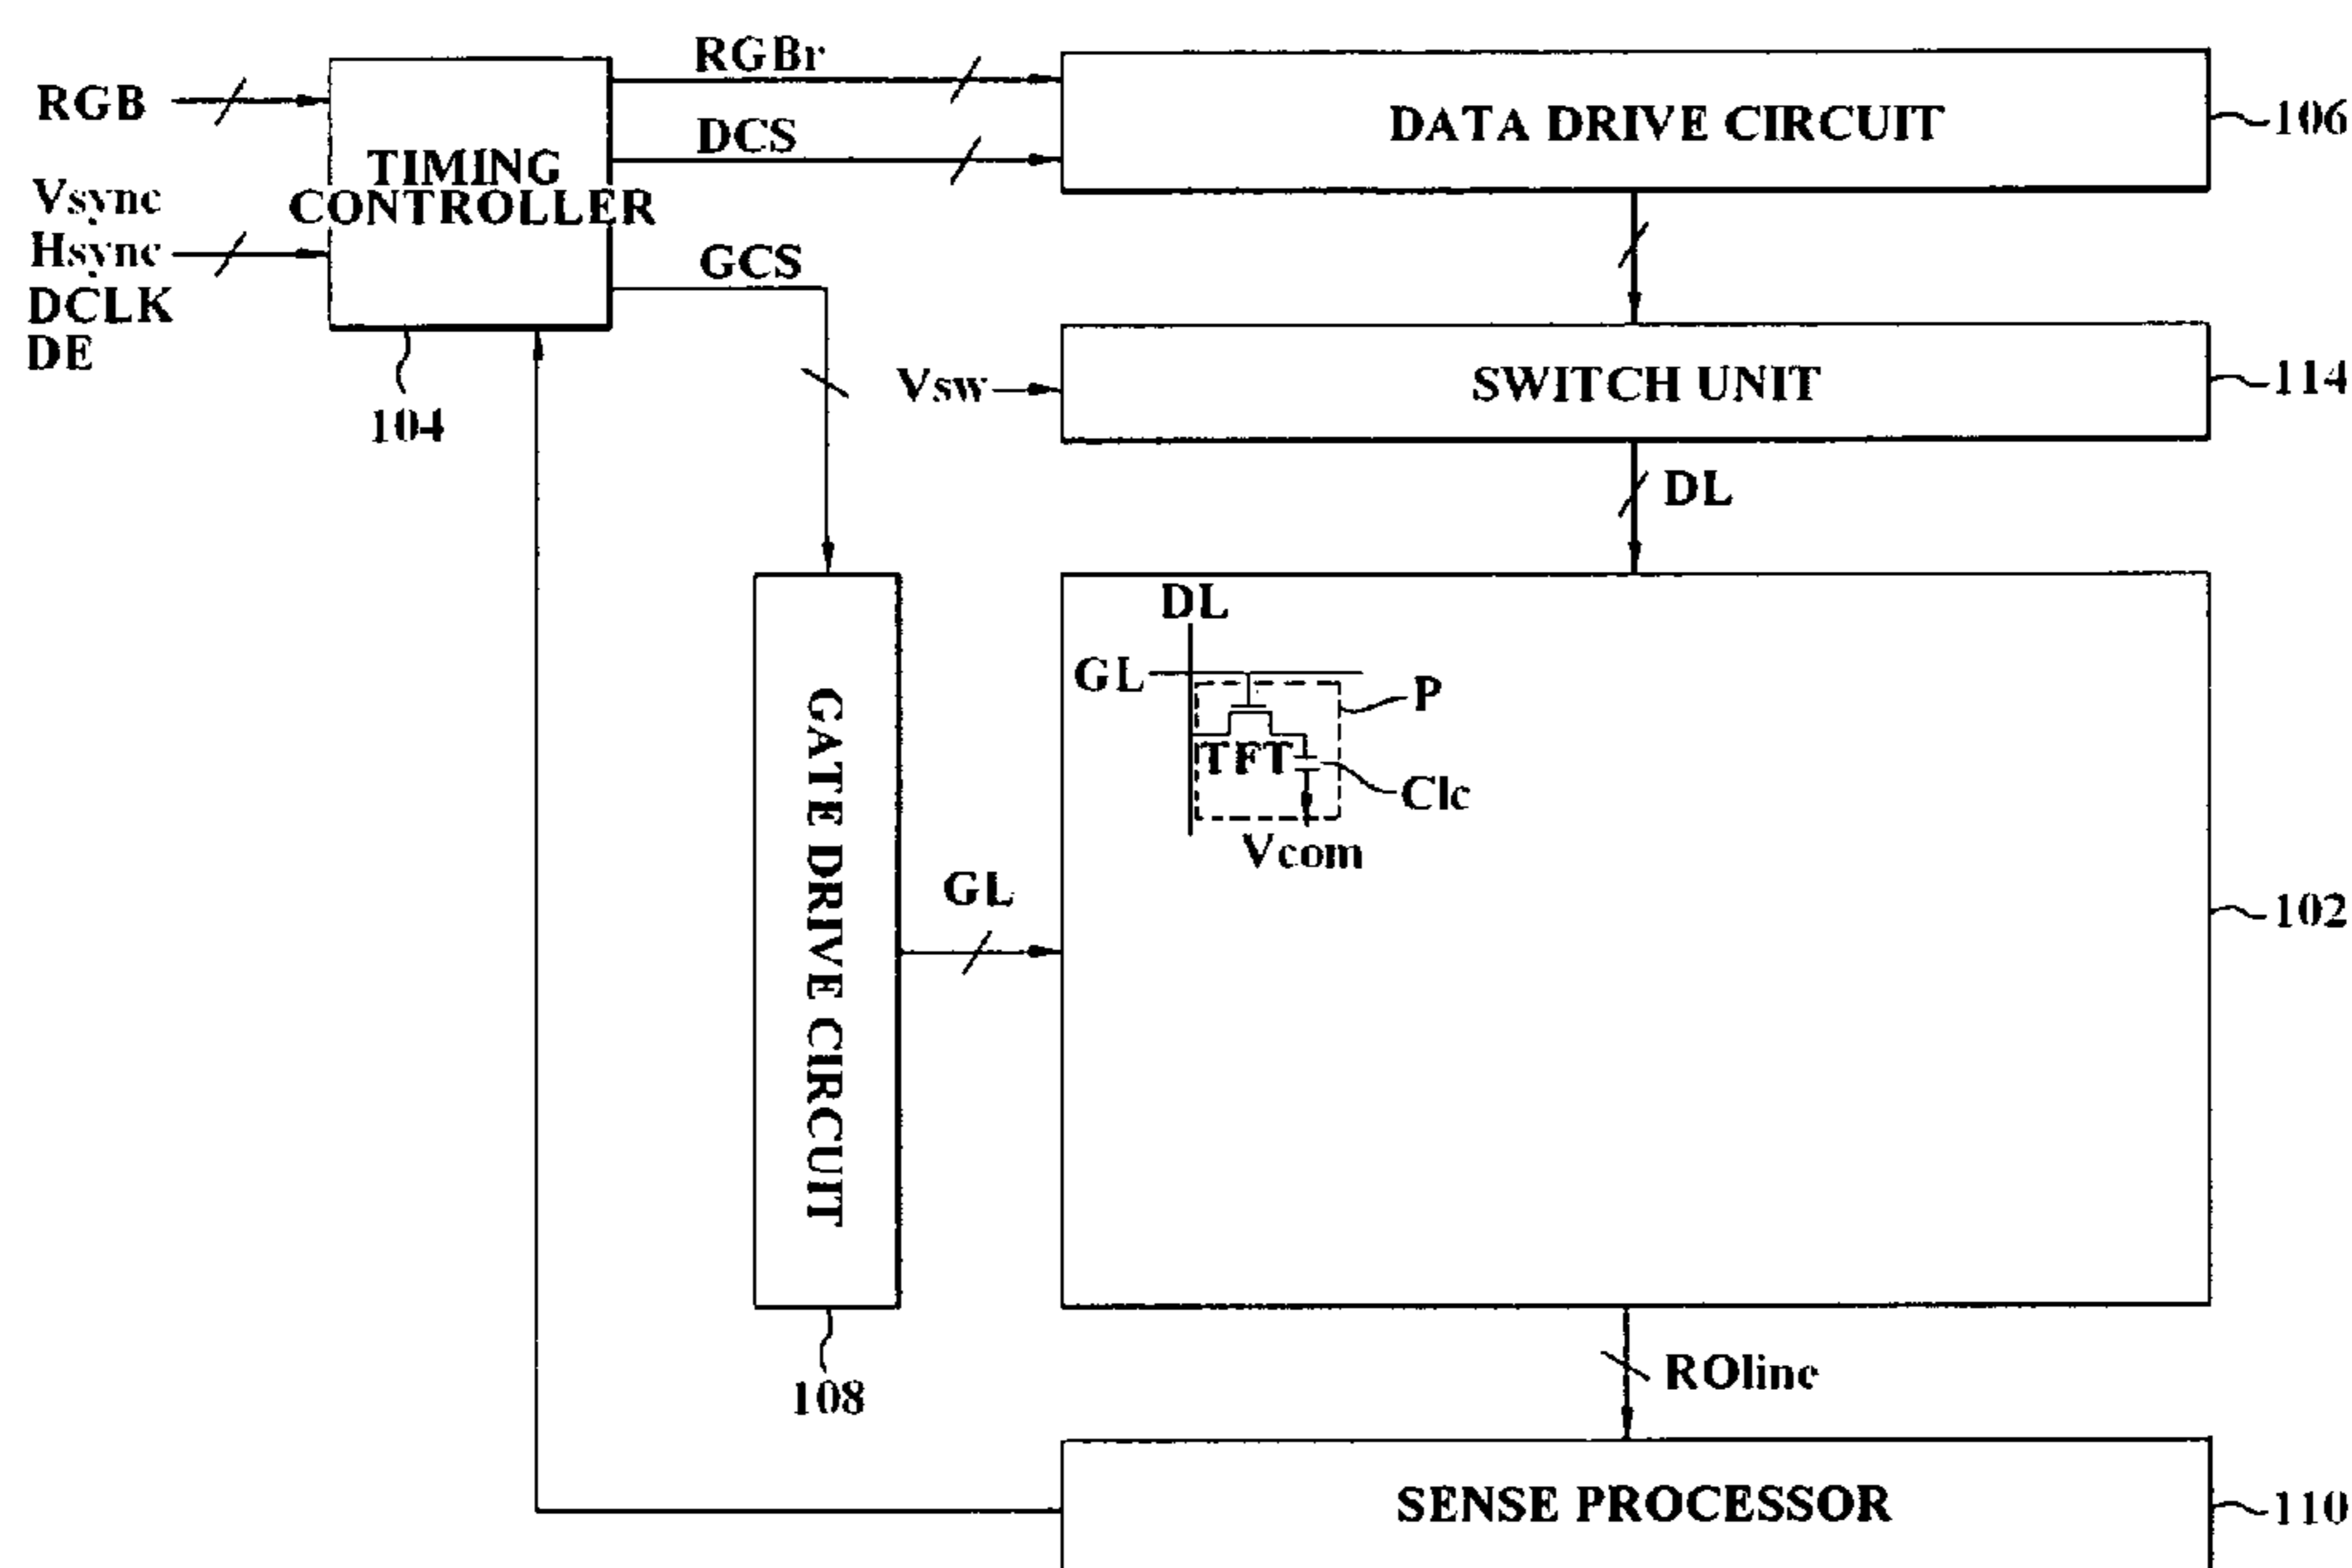 RGBr
RGB
DATA DRIVE CIRCUIT
106
DCS
TIMING
CONTROLLER
Vsync
Hsync
DCLK
DE
GCS
104
Vsw
SWITCH UNIT
114
DL
DL
GL
P
TFT
Clc
Vcom
GATE DRIVE CIRCUIT
GL
102
108
ROline
SENSE PROCESSOR
110